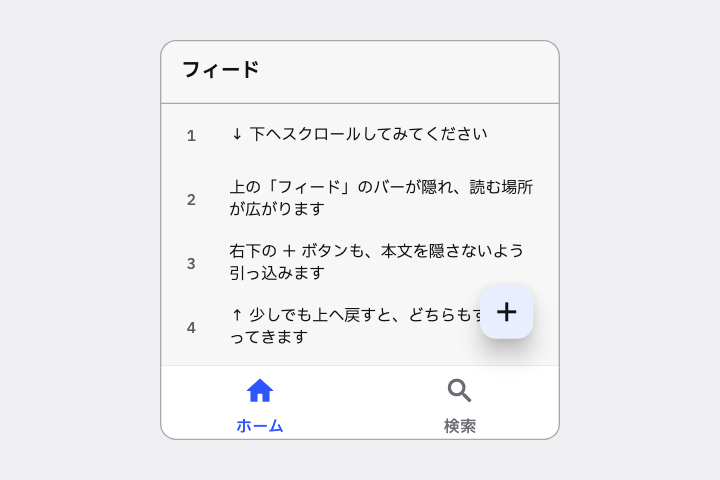 フィード
1 ↓ 下へスクロールしてみてください
2 上の「フィード」のバーが隠れ、読む場所
が広がります
3 右下の ＋ ボタンも、本文を隠さないよう
引っ込みます
4 ↑ 少しでも上へ戻すと、どちらも
ってきます
ホーム
検索